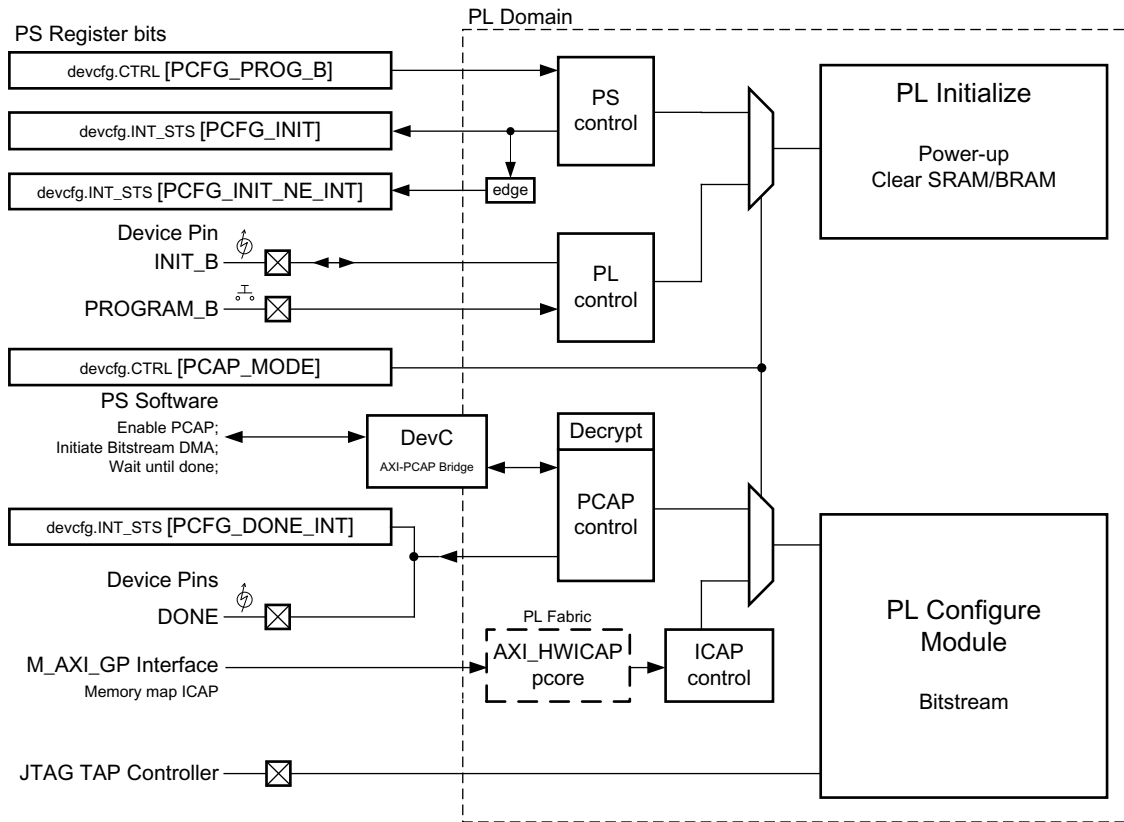 PL Domain
PS Register bits
devcfg.CTRL [PCFG_PROG_B]
devcfg.INT_STS [PCFG_INIT]
devcfg.INT_STS [PCFG_INIT_NE_INT]
edge
PS
control
PL Initialize
Power-up
Clear SRAM/BRAM
Device Pin
INIT_B
PROGRAM_B
PL
control
devcfg.CTRL [PCAP_MODE]
PS Software
Enable PCAP;
Initiate Bitstream DMA;
Wait until done;
DevC
AXI-PCAP Bridge
Decrypt
PCAP
control
devcfg.INT_STS [PCFG_DONE_INT]
Device Pins
DONE
PL Fabric
AXI_HWICAP
pcore
ICAP
control
M_AXI_GP Interface
Memory map ICAP
PL Configure
Module
Bitstream
JTAG TAP Controller